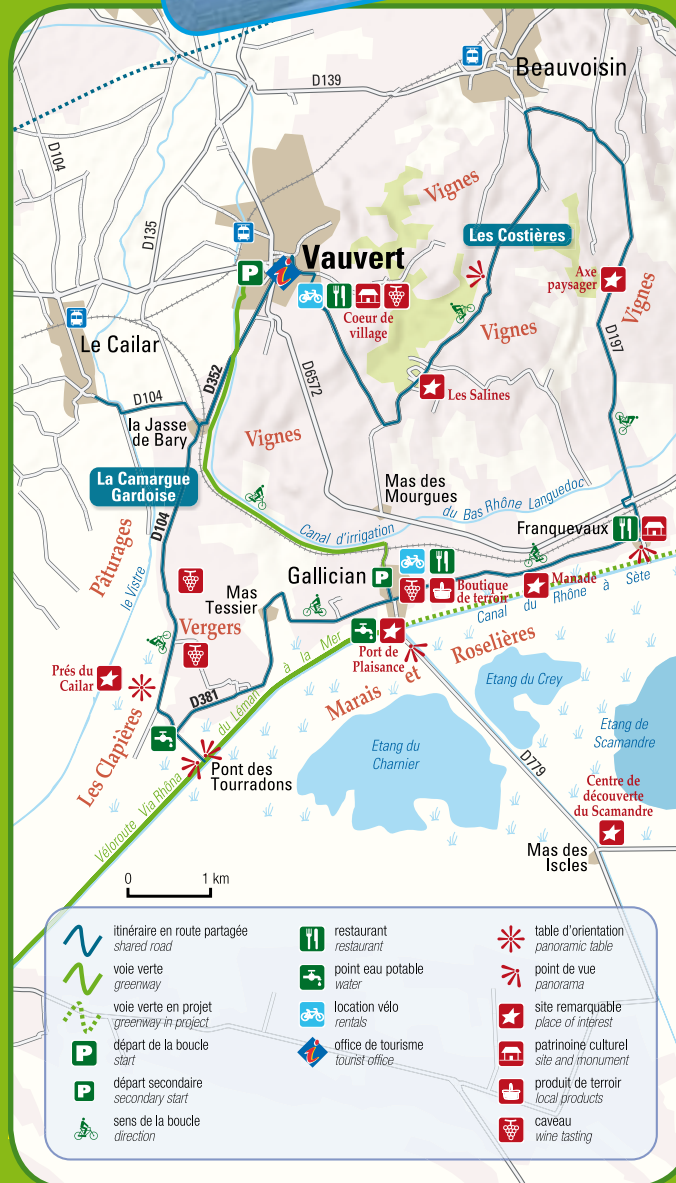 Beauvoisin
D139
D104
D135
Vignes
Les Costières
Vauvert
P
i
Axe
paysager
Coeur de
village
Vignes
Vignes
D197
Le Cailar
D352
D6572
Les Salines
D104
la Jasse
de Bary
Vignes
La Camargue
Gardoise
D104
Mas des
Mourgues
Canal d'irrigation
du Bas Rhône Languedoc
Franquevaux
Pâturages
le Vistre
Gallician
P
Boutique
de terroir
Manade
Canal du Rhône à Sète
Mas
Tessier
Vergers
Port de
Plaisance
Marais et Roselières
Prés du
Cailar
D381
Les Clapières
Etang du Crey
Etang du
Charnier
Etang de
Scamandre
D779
Pont des
Tourradons
Véloroute Via Rhôna du Léman à la Mer
Centre de
découverte
du Scamandre
Mas des
Iscles
0 1 km
itinéraire en route partagée
shared road
voie verte
greenway
voie verte en projet
greenway in project
P départ de la boucle
start
P départ secondaire
secondary start
sens de la boucle
direction
restaurant
restaurant
point eau potable
water
location vélo
rentals
i office de tourisme
tourist office
table d'orientation
panoramic table
point de vue
panorama
site remarquable
place of interest
patrimoine culturel
site and monument
produit de terroir
local products
caveau
wine tasting